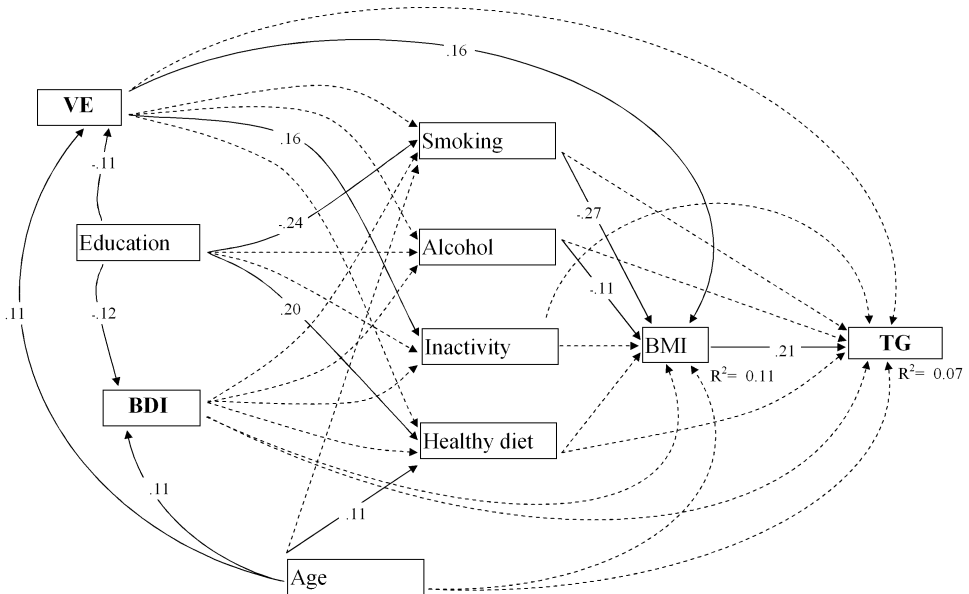 .16
VE
.16
Smoking
-.11
-.24
-.27
Education
Alcohol
.11
-.12
.20
-.11
Inactivity
BMI
.21
TG
R²= 0.11
R²= 0.07
BDI
Healthy diet
.11
.11
Age